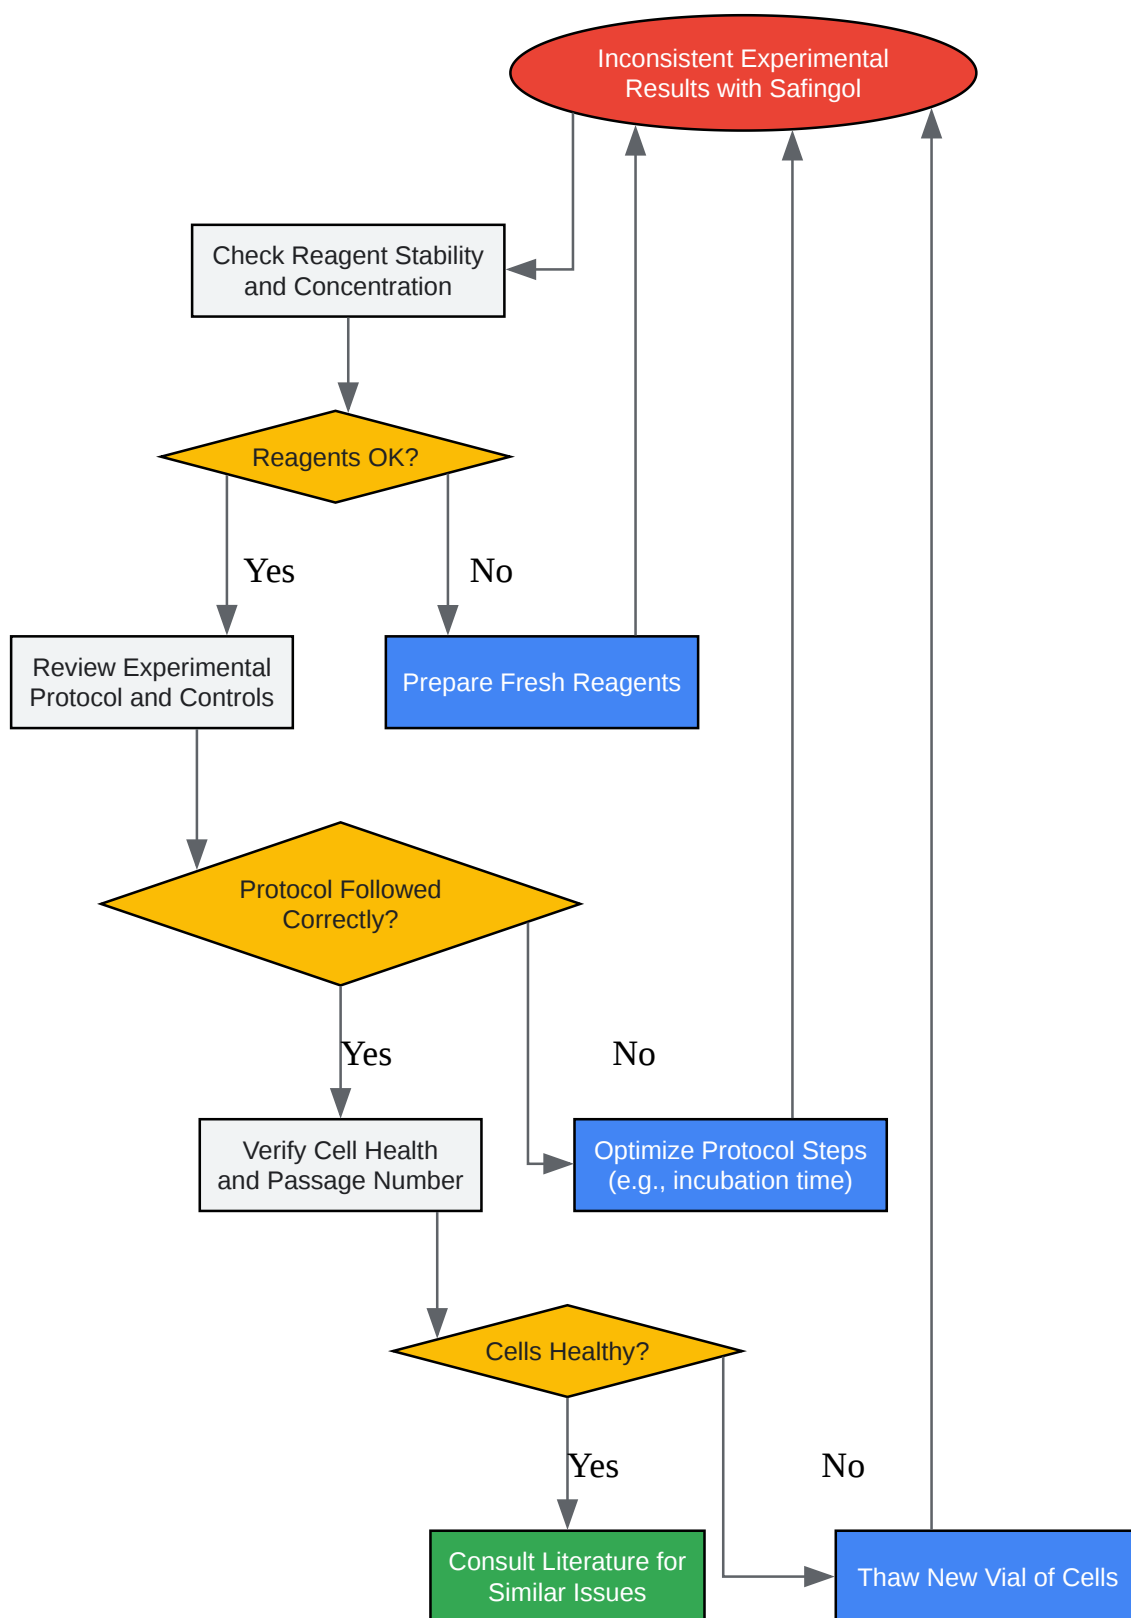 Inconsistent Experimental
Results with Safingol
Check Reagent Stability
and Concentration
Reagents OK?
Yes
No
Review Experimental
Protocol and Controls
Prepare Fresh Reagents
Protocol Followed
Correctly?
Yes
No
Verify Cell Health
and Passage Number
Optimize Protocol Steps
(e.g., incubation time)
Cells Healthy?
Yes
No
Consult Literature for
Similar Issues
Thaw New Vial of Cells